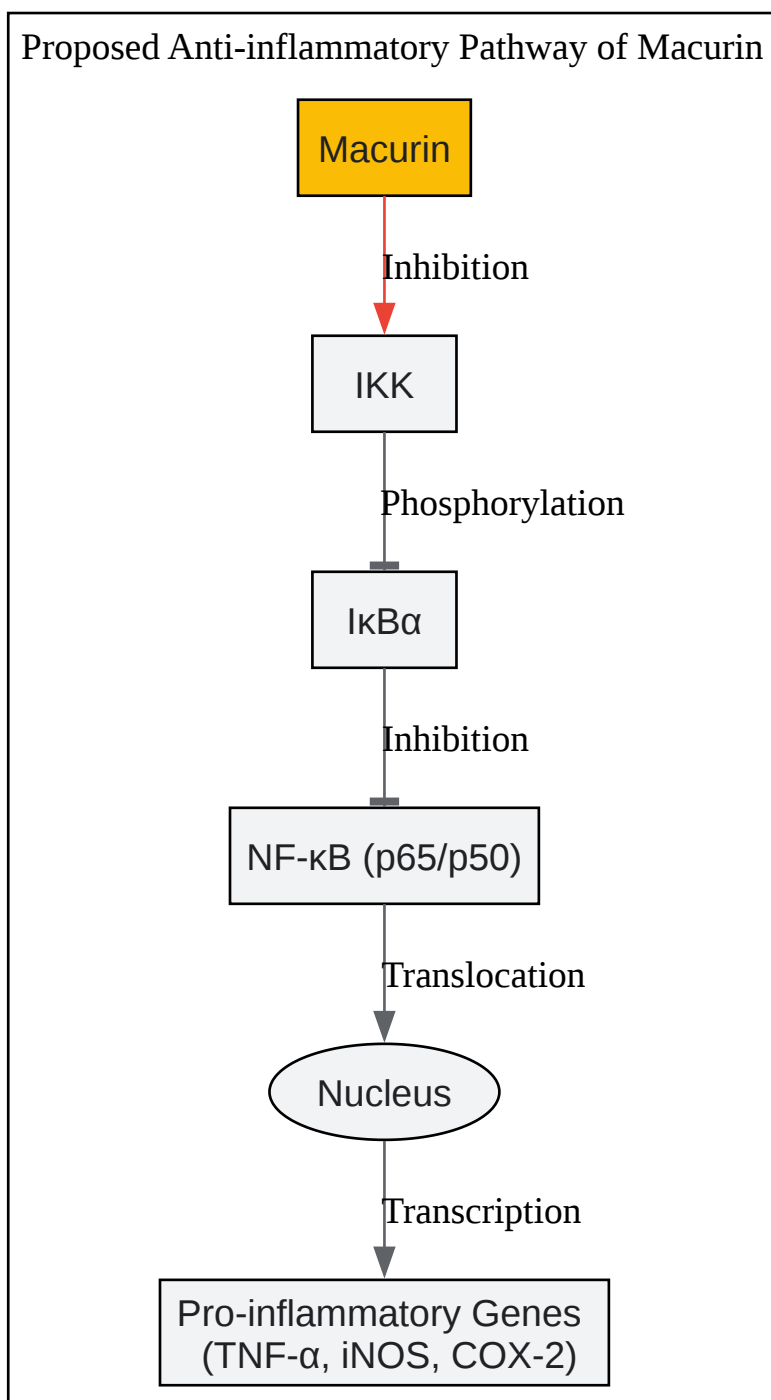 Proposed Anti-inflammatory Pathway of Macurin
Macurin
Inhibition
IKK
Phosphorylation
IκBα
Inhibition
NF-κB (p65/p50)
Translocation
Nucleus
Transcription
Pro-inflammatory Genes
(TNF-α, iNOS, COX-2)